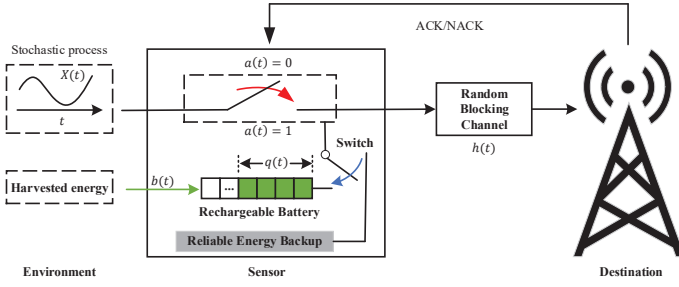 ACK/NACK
Stochastic process
X(t)
t
a(t) = 0
a(t) = 1
Switch
Random
Blocking
Channel
h(t)
q(t)
b(t)
Harvested energy
...
Rechargeable Battery
Reliable Energy Backup
Environment
Sensor
Destination